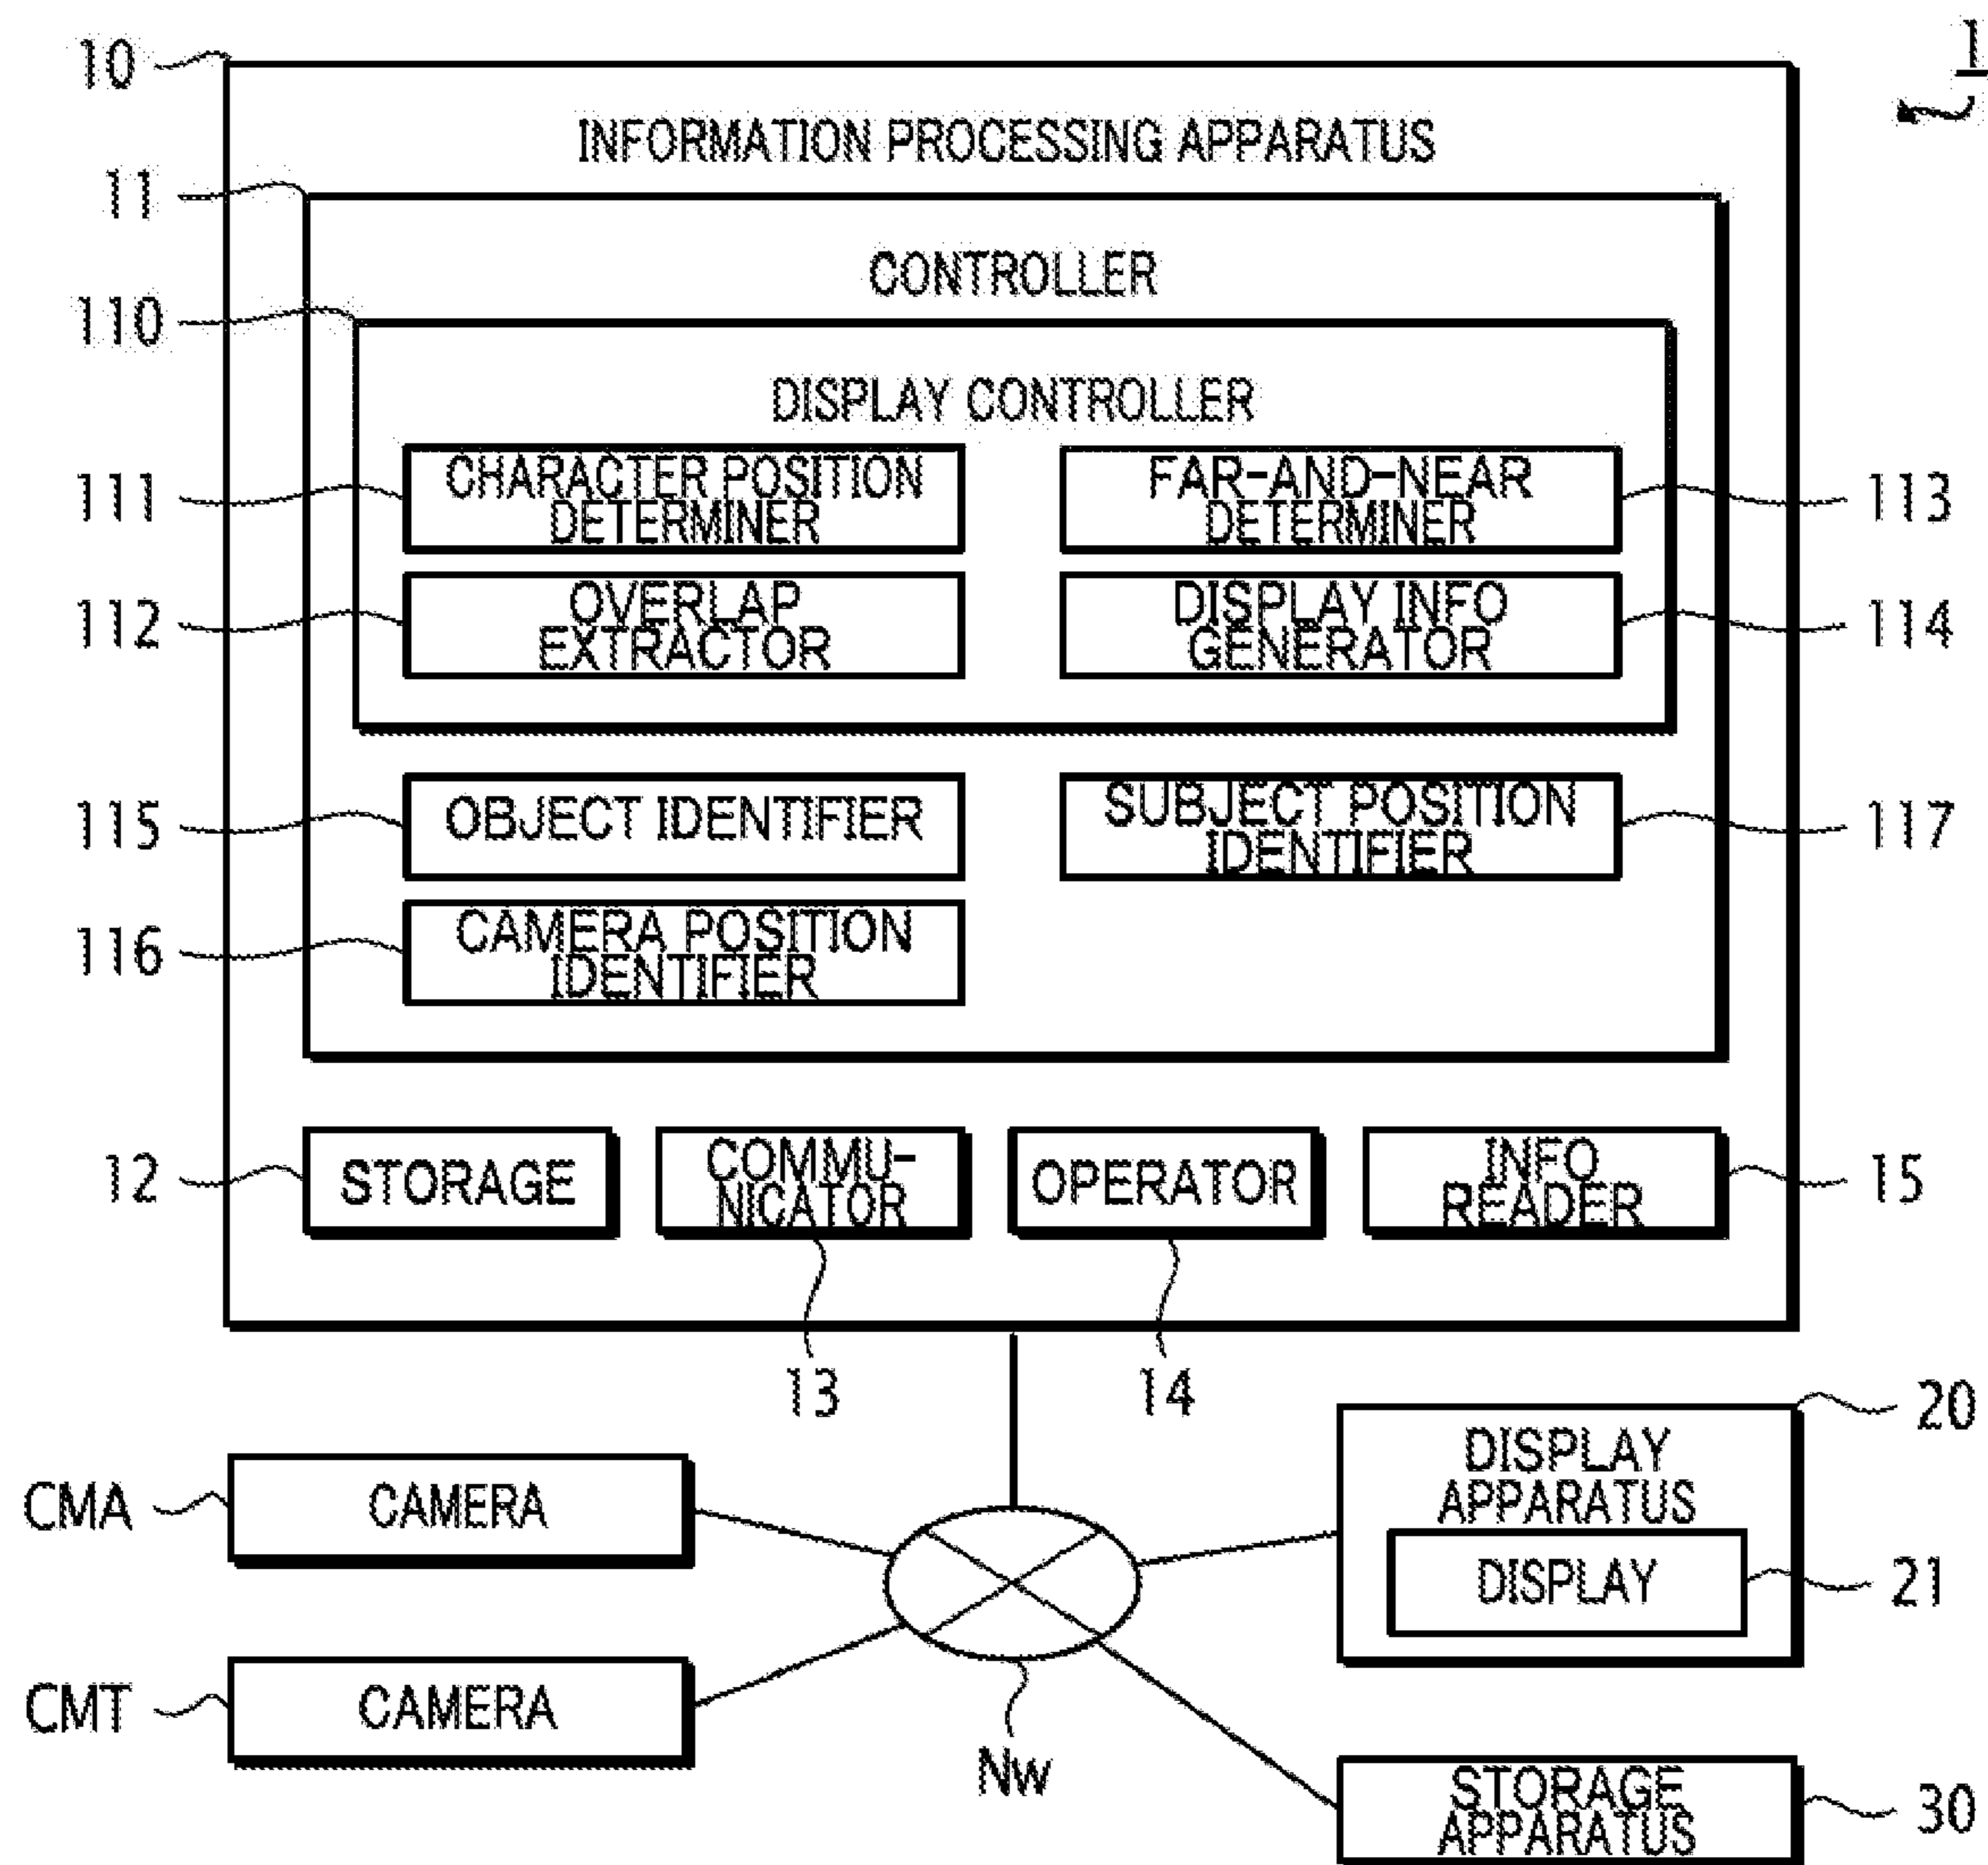 1
10
INFORMATION PROCESSING APPARATUS
11
CONTROLLER
110
DISPLAY CONTROLLER
111
CHARACTER POSITION
DETERMINER
FAR-AND-NEAR
DETERMINER
113
112
OVERLAP
EXTRACTOR
DISPLAY INFO
GENERATOR
114
115
OBJECT IDENTIFIER
SUBJECT POSITION
IDENTIFIER
117
116
CAMERA POSITION
IDENTIFIER
12
STORAGE
COMMU-
NICATOR
OPERATOR
INFO
READER
15
13
14
20
DISPLAY
APPARATUS
CMA
CAMERA
DISPLAY
21
CMT
CAMERA
Nw
STORAGE
APPARATUS
30